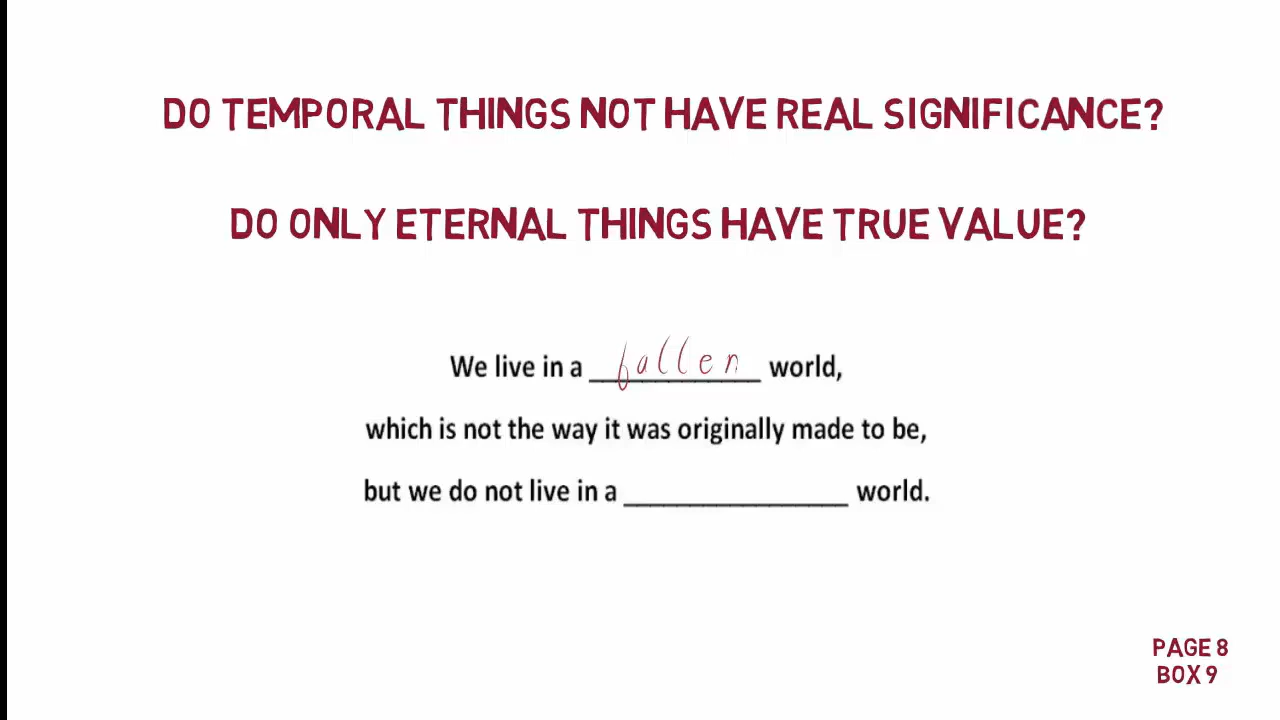 DO TEMPORAL THINGS NOT HAVE REAL SIGNIFICANCE?
DO ONLY ETERNAL THINGS HAVE TRUE VALUE?
We live in a fallen world,
which is not the way it was originally made to be,
but we do not live in a ________________ world.
PAGE 8
BOX 9